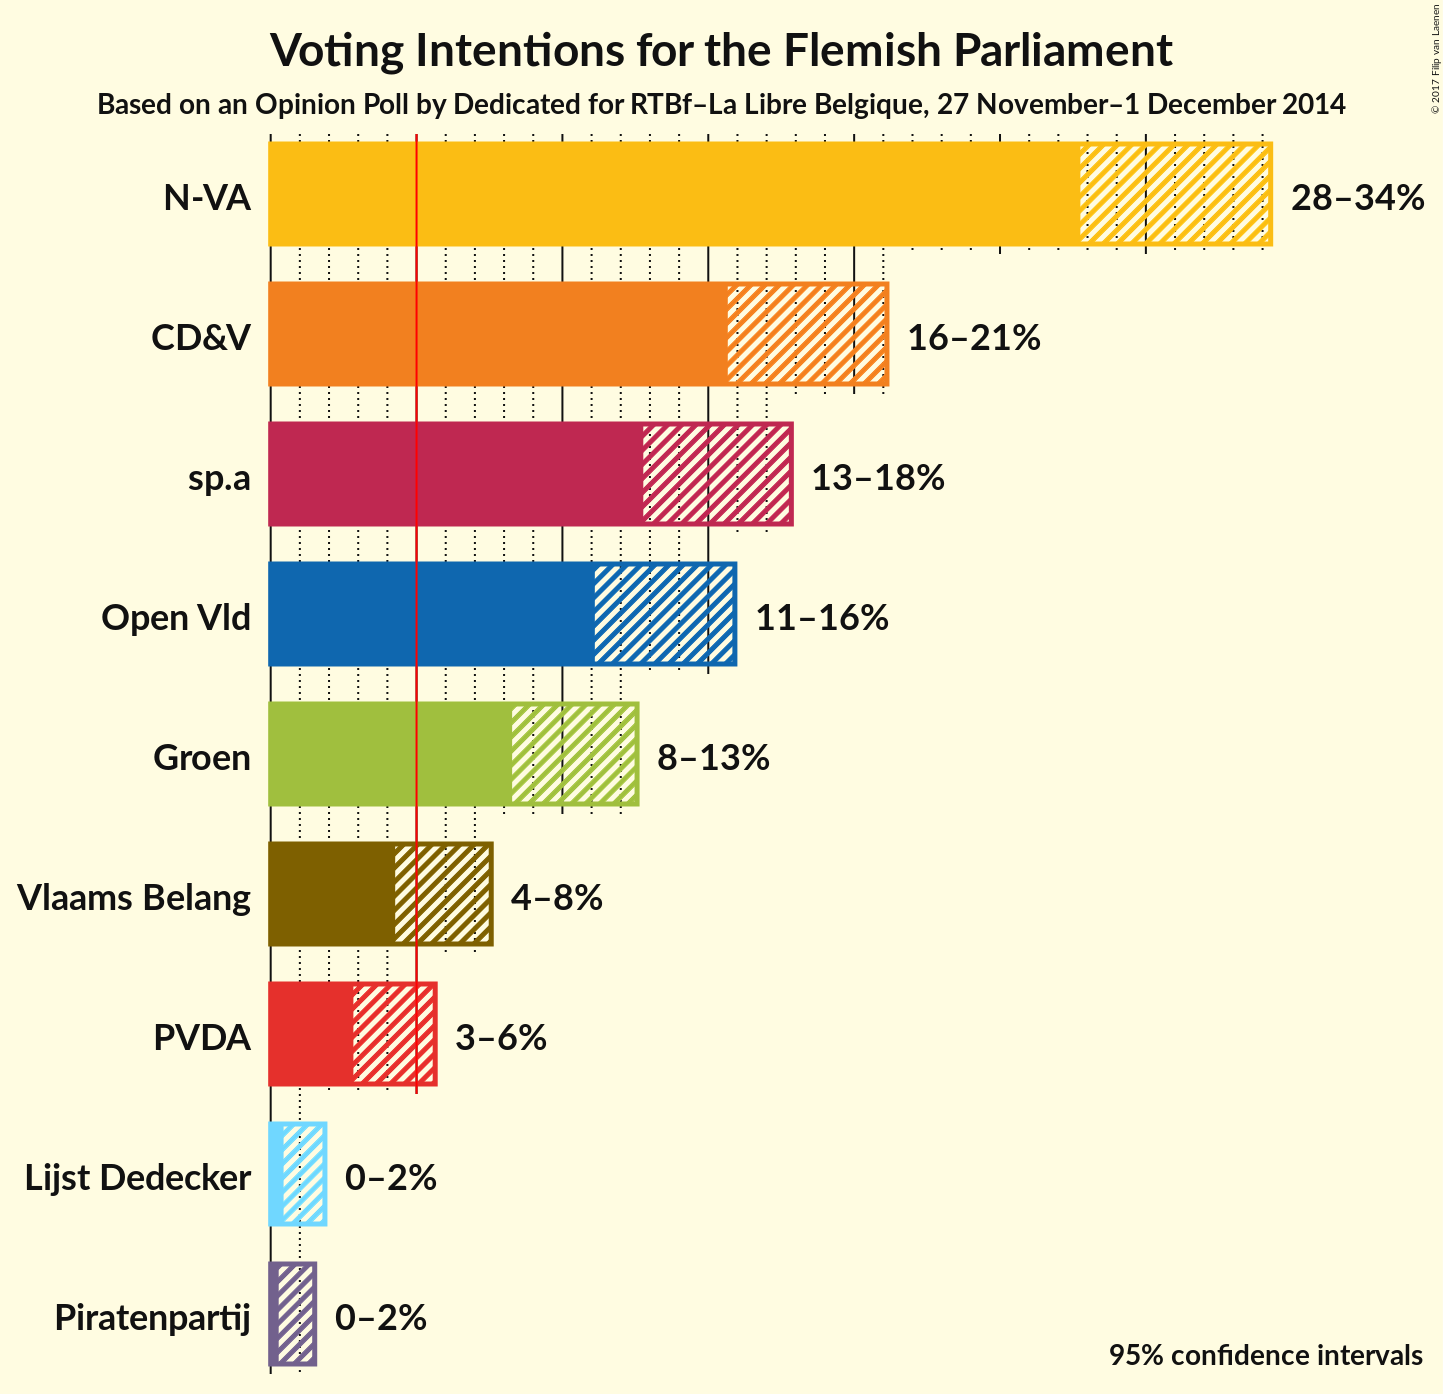 Voting Intentions for the Flemish Parliament
Based on an Opinion Poll by Dedicated for RTBf–La Libre Belgique, 27 November–1 December 2014
© 2017 Filip van Laenen
N-VA 28–34%
CD&V 16–21%
sp.a 13–18%
Open Vld 11–16%
Groen 8–13%
Vlaams Belang 4–8%
PVDA 3–6%
Lijst Dedecker 0–2%
Piratenpartij 0–2%
95% confidence intervals